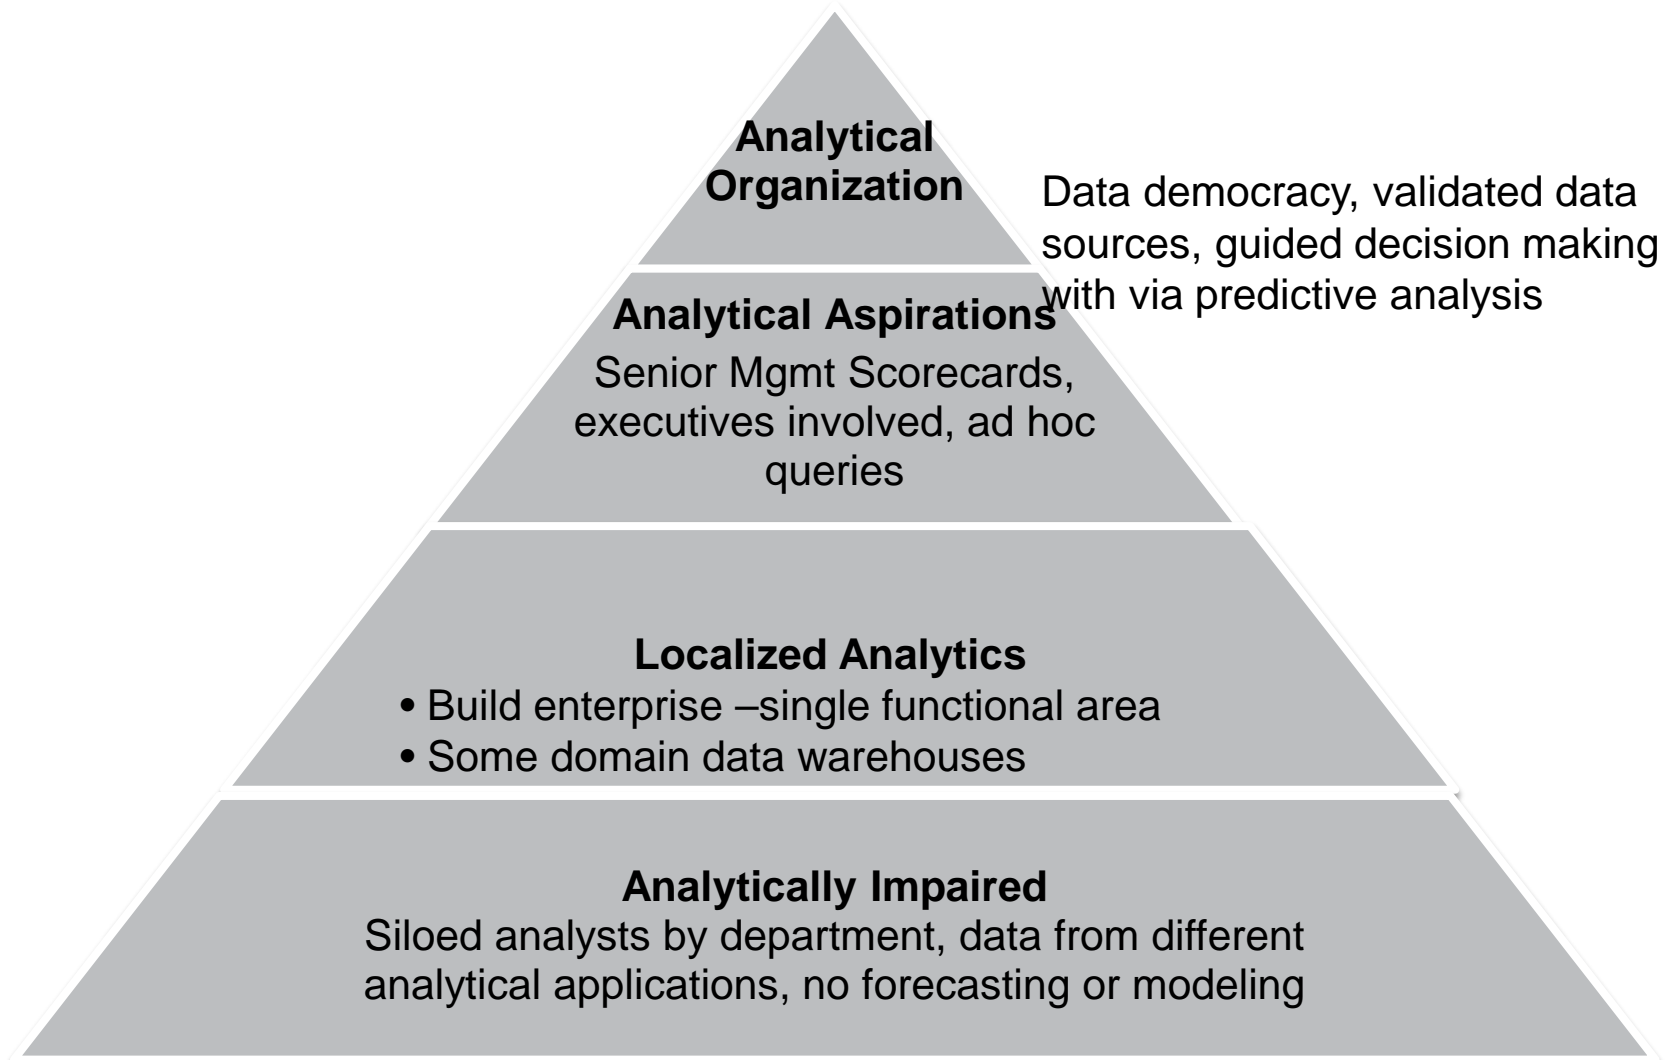 Analytical
Organization
Data democracy, validated data
sources, guided decision making
with via predictive analysis
Analytical Aspirations
Senior Mgmt Scorecards,
executives involved, ad hoc
queries
Localized Analytics
• Build enterprise –single functional area
• Some domain data warehouses
Analytically Impaired
Siloed analysts by department, data from different
analytical applications, no forecasting or modeling